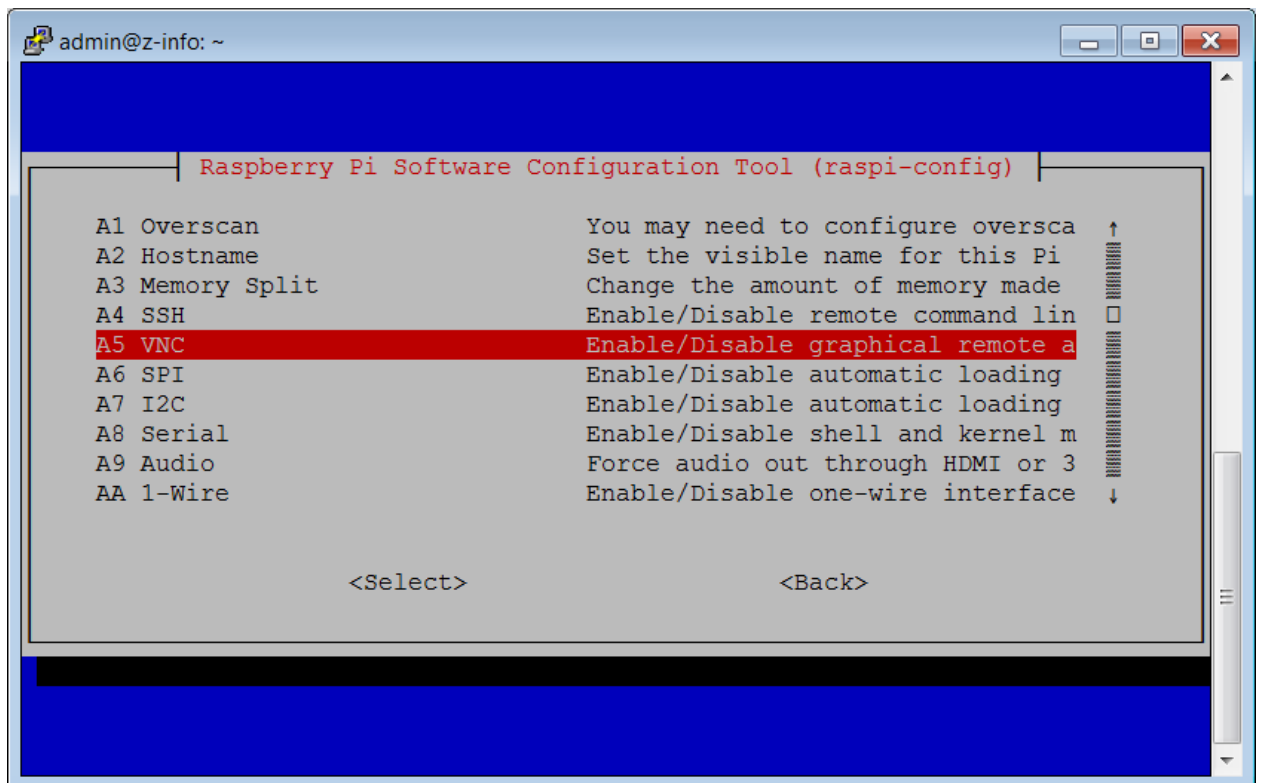 admin@z-info: ~
Raspberry Pi Software Configuration Tool (raspi-config)
A1 Overscan You may need to configure oversca
A2 Hostname Set the visible name for this Pi
A3 Memory Split Change the amount of memory made
A4 SSH Enable/Disable remote command lin
A5 VNC Enable/Disable graphical remote a
A6 SPI Enable/Disable automatic loading
A7 I2C Enable/Disable automatic loading
A8 Serial Enable/Disable shell and kernel m
A9 Audio Force audio out through HDMI or 3
AA 1-Wire Enable/Disable one-wire interface
<Select> <Back>